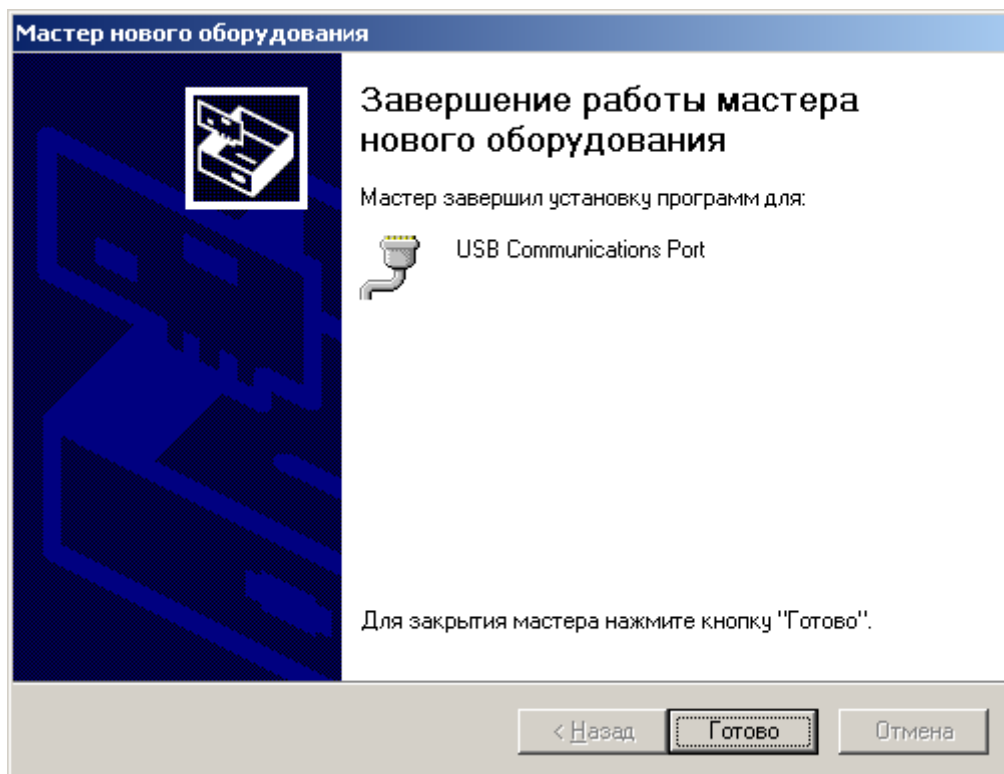 Мастер нового оборудования
Завершение работы мастера
нового оборудования
Мастер завершил установку программ для:
USB Communications Port
Для закрытия мастера нажмите кнопку "Готово".
< Назад
Готово
Отмена